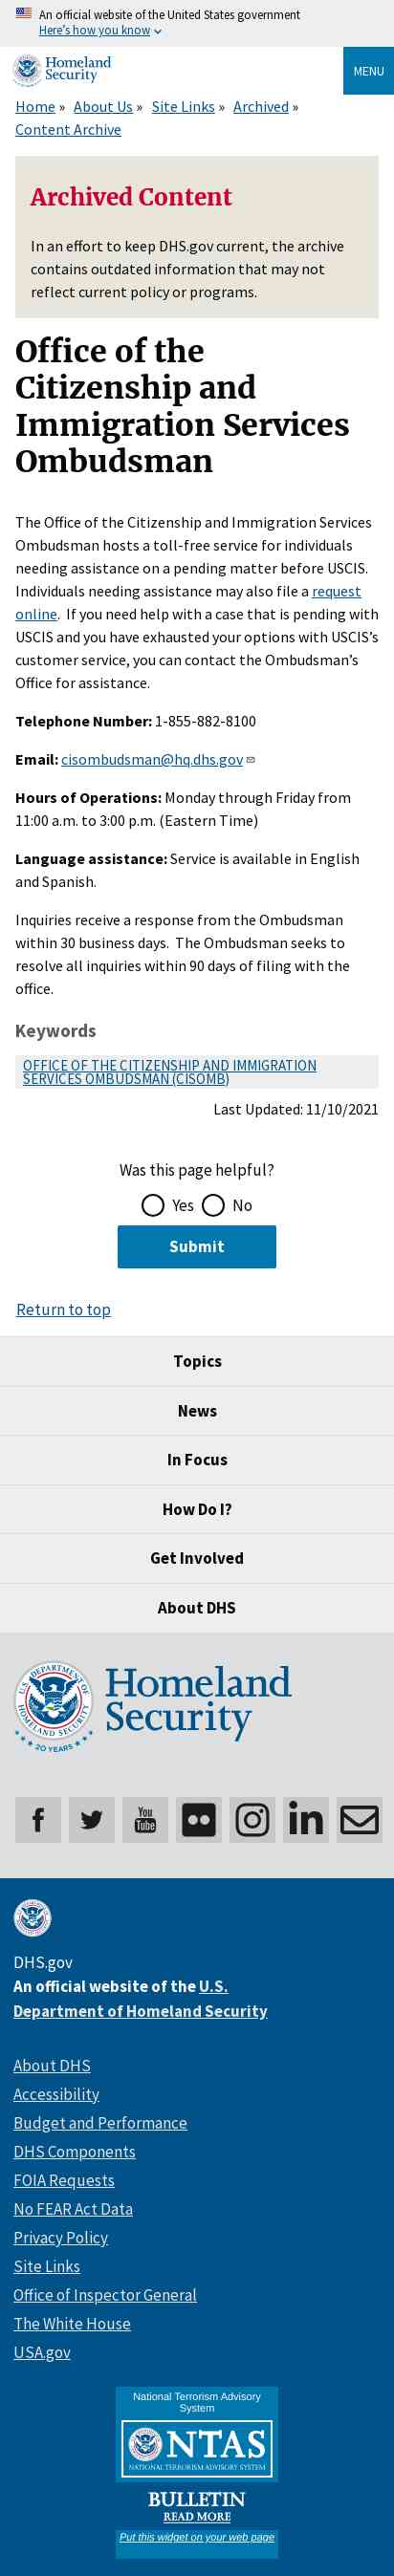 An official website of the United States government
Here's how you know
Homeland
Security
MENU
Home » About Us » Site Links » Archived »
Content Archive
Archived Content
In an effort to keep DHS.gov current, the archive
contains outdated information that may not
reflect current policy or programs.
Office of the
Citizenship and
Immigration Services
Ombudsman
The Office of the Citizenship and Immigration Services
Ombudsman hosts a toll-free service for individuals
needing assistance on a pending matter before USCIS.
Individuals needing assistance may also file a request
online.  If you need help with a case that is pending with
USCIS and you have exhausted your options with USCIS’s
customer service, you can contact the Ombudsman’s
Office for assistance.
Telephone Number: 1-855-882-8100
Email: cisombudsman@hq.dhs.gov
Hours of Operations: Monday through Friday from
11:00 a.m. to 3:00 p.m. (Eastern Time)
Language assistance: Service is available in English
and Spanish.
Inquiries receive a response from the Ombudsman
within 30 business days.  The Ombudsman seeks to
resolve all inquiries within 90 days of filing with the
office.
Keywords
OFFICE OF THE CITIZENSHIP AND IMMIGRATION
SERVICES OMBUDSMAN (CISOMB)
Last Updated: 11/10/2021
Was this page helpful?
Yes No
Submit
Return to top
Topics
News
In Focus
How Do I?
Get Involved
About DHS
U.S. DEPARTMENT OF HOMELAND SECURITY
20 YEARS
Homeland
Security
You
Tube
DHS.gov
An official website of the U.S.
Department of Homeland Security
About DHS
Accessibility
Budget and Performance
DHS Components
FOIA Requests
No FEAR Act Data
Privacy Policy
Site Links
Office of Inspector General
The White House
USA.gov
National Terrorism Advisory
System
NTAS
NATIONAL TERRORISM ADVISORY SYSTEM
BULLETIN
READ MORE
Put this widget on your web page